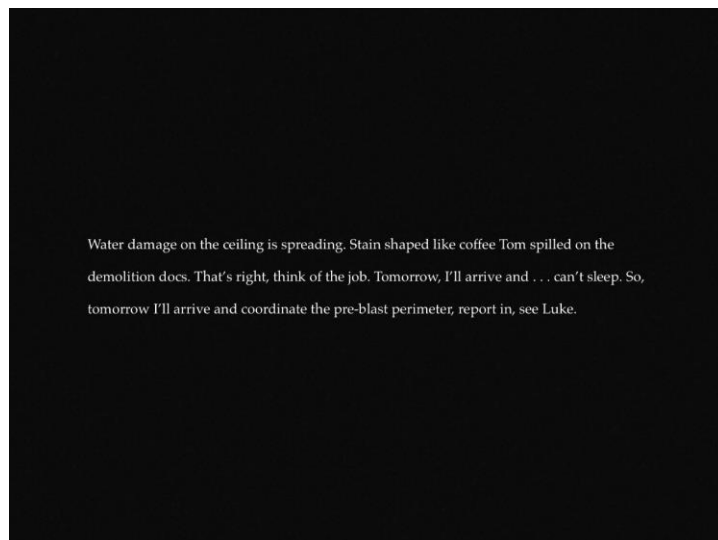 Water damage on the ceiling is spreading. Stain shaped like coffee Tom spilled on the
demolition docs. That’s right, think of the job. Tomorrow, I’ll arrive and . . . can’t sleep. So,
tomorrow I’ll arrive and coordinate the pre-blast perimeter, report in, see Luke.